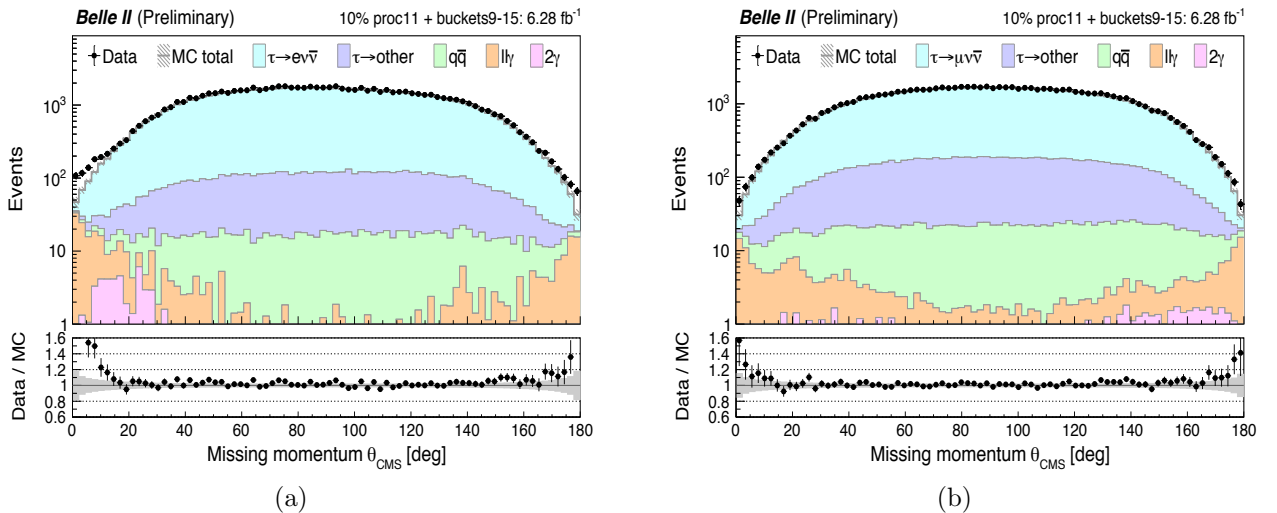 Belle II (Preliminary) 10% proc11 + buckets9-15: 6.28 fb⁻¹
Data MC total τ→eνν̅ τ→other qq̅ llγ 2γ
Events
10³
10²
10
1
Data / MC
1.6
1.4
1.2
1
0.8
0.6
0 20 40 60 80 100 120 140 160 180
Missing momentum θCMS [deg]
(a)
Belle II (Preliminary) 10% proc11 + buckets9-15: 6.28 fb⁻¹
Data MC total τ→μνν̅ τ→other qq̅ llγ 2γ
Events
10³
10²
10
1
Data / MC
1.6
1.4
1.2
1
0.8
0.6
0 20 40 60 80 100 120 140 160 180
Missing momentum θCMS [deg]
(b)